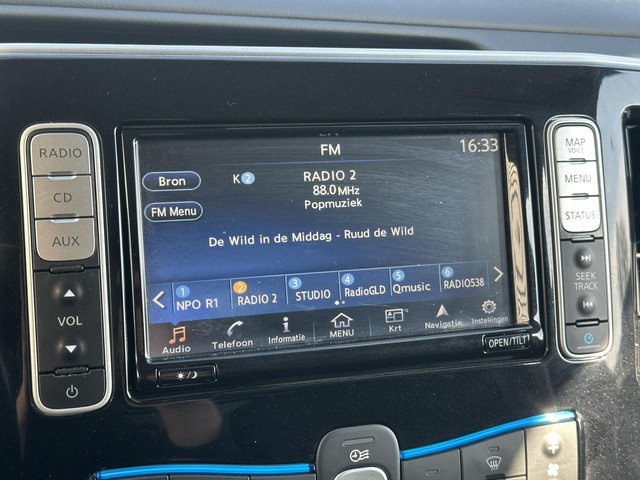 FM
16:33
Bron
K 2
RADIO 2
88.0 MHz
FM Menu
Popmuziek
De Wild in de Middag - Ruud de Wild
1 NPO R1
2 RADIO 2
3 STUDIO
4 RadioGLD
5 Qmusic
6 RADIO538
Audio
Telefoon
Informatie
MENU
Krt
Navigatie
Instellingen
OPEN/TILT
RADIO
CD
AUX
VOL
MAP
VOICE
MENU
STATUS
SEEK
TRACK